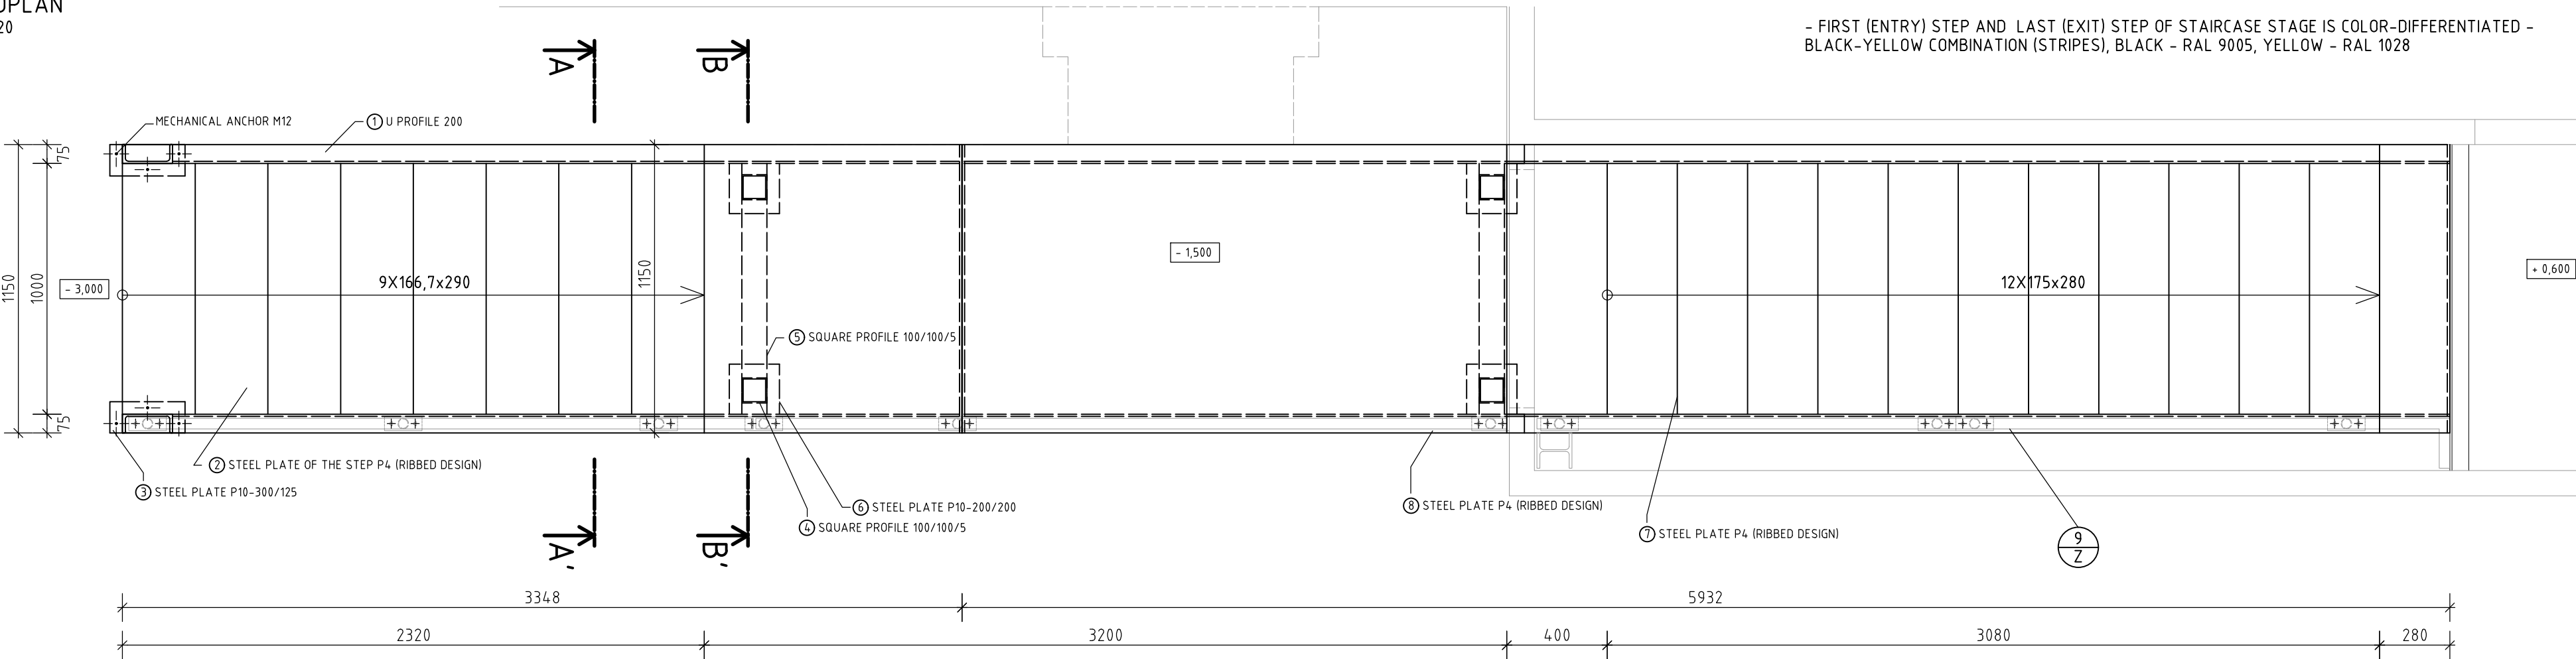 20
- FIRST (ENTRY) STEP AND LAST (EXIT) STEP OF STAIRCASE STAGE IS COLOR-DIFFERENTIATED -
BLACK-YELLOW COMBINATION (STRIPES), BLACK - RAL 9005, YELLOW - RAL 1028
A
B
MECHANICAL ANCHOR M12
1 U PROFILE 200
75
1150
1000
75
- 3,000
9X166,7x290
1150
- 1,500
12X175x280
+ 0,600
5 SQUARE PROFILE 100/100/5
2 STEEL PLATE OF THE STEP P4 (RIBBED DESIGN)
3 STEEL PLATE P10-300/125
6 STEEL PLATE P10-200/200
4 SQUARE PROFILE 100/100/5
8 STEEL PLATE P4 (RIBBED DESIGN)
7 STEEL PLATE P4 (RIBBED DESIGN)
9
Z
A'
B'
3348
5932
2320
3200
400
3080
280